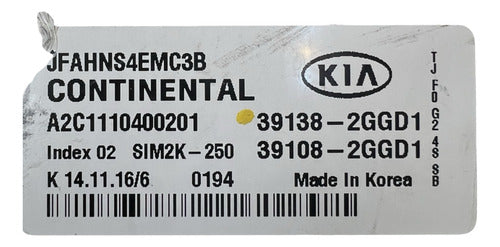 JFAHNS4EMC3B
CONTINENTAL
KIA
A2C1110400201 39138-2GGD1
Index 02 SIM2K-250 39108-2GGD1
K 14.11.16/6 0194 Made In Korea
TJ F0 G2 4S SB